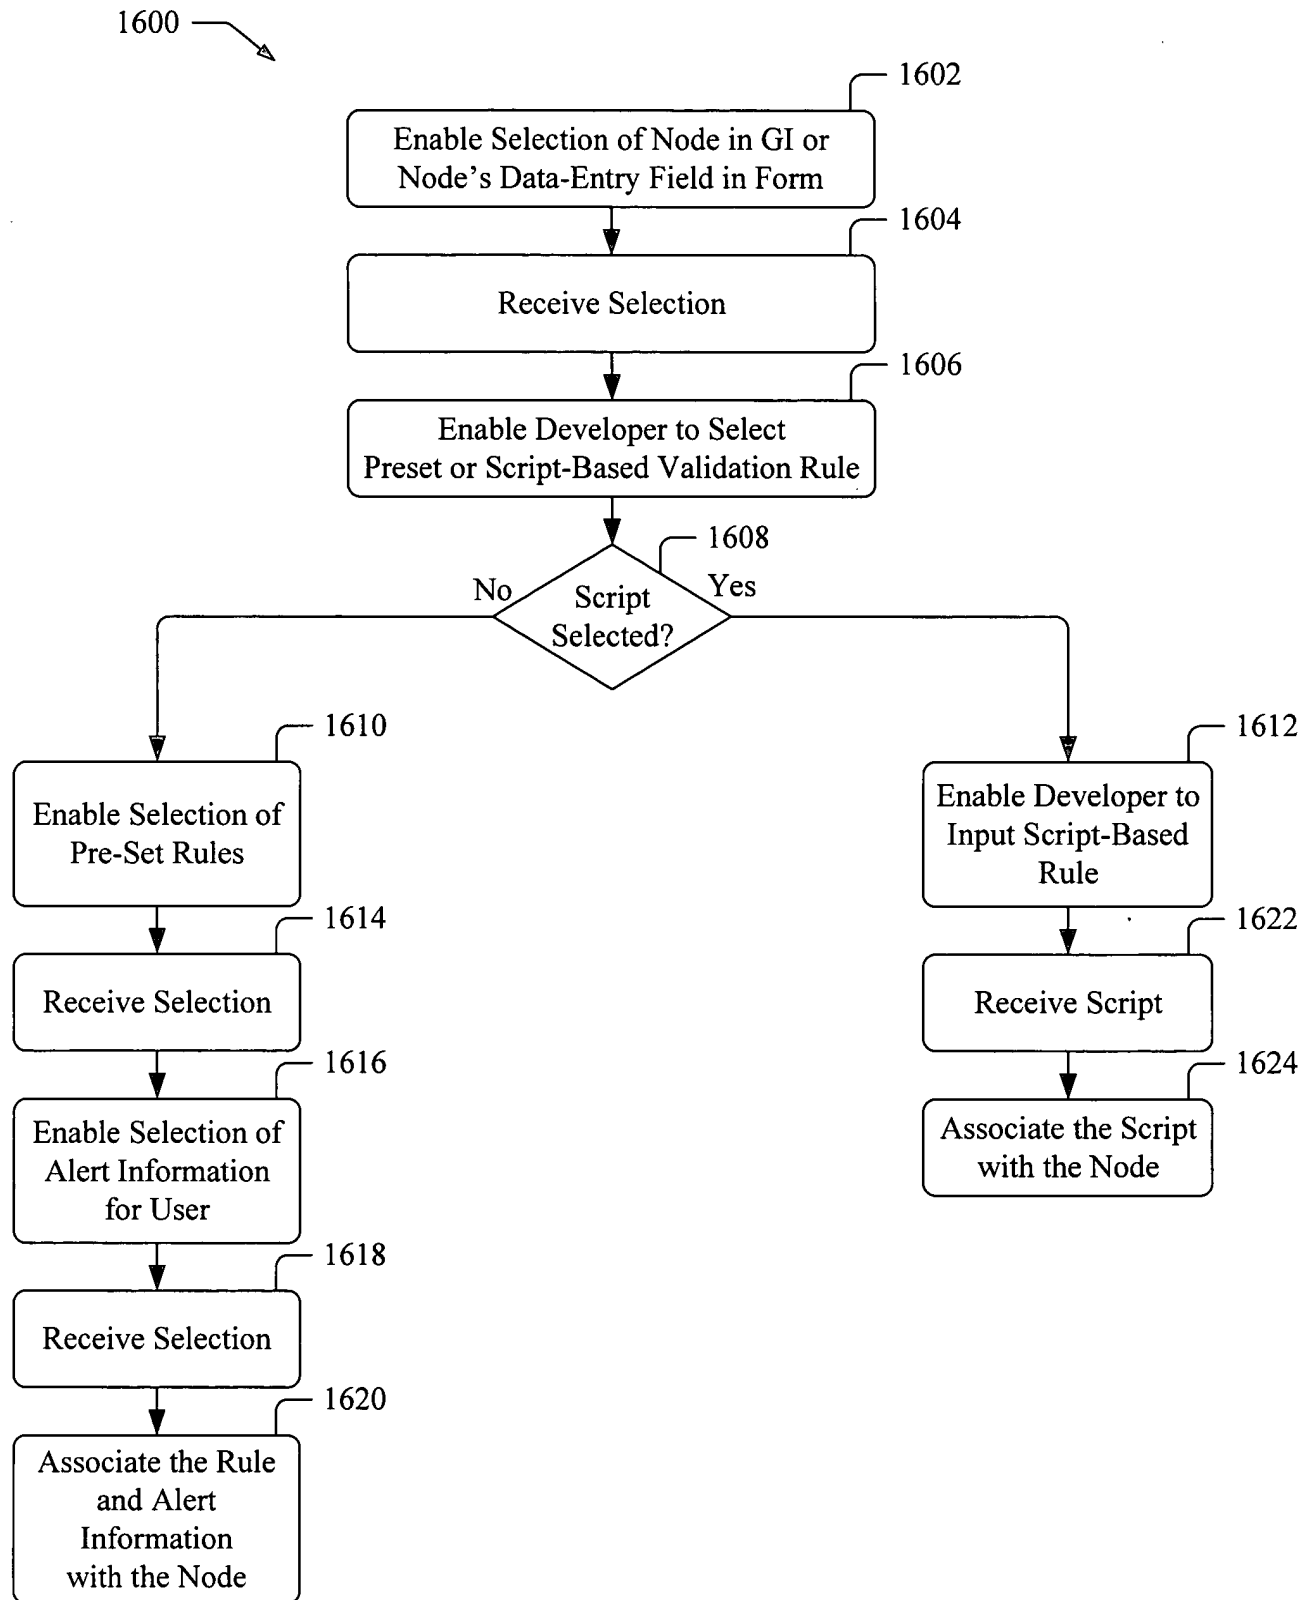 1600
1602
Enable Selection of Node in GI or
Node's Data-Entry Field in Form
1604
Receive Selection
1606
Enable Developer to Select
Preset or Script-Based Validation Rule
1608
No
Yes
Script
Selected?
1610
Enable Selection of
Pre-Set Rules
1614
Receive Selection
1616
Enable Selection of
Alert Information
for User
1618
Receive Selection
1620
Associate the Rule
and Alert
Information
with the Node
1612
Enable Developer to
Input Script-Based
Rule
1622
Receive Script
1624
Associate the Script
with the Node